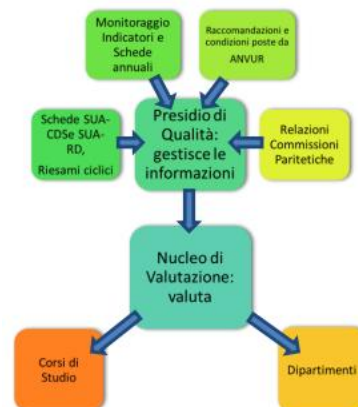 Monitoraggio
Indicatori e
Schede
annuali
Raccomandazioni e
condizioni poste da
ANVUR
Schede SUA-
CDSe SUA-
RD,
Riesami ciclici
Presidio di
Qualità:
gestisce le
informazioni
Relazioni
Commissioni
Paritetiche
Nucleo di
Valutazione:
valuta
Corsi di
Studio
Dipartimenti